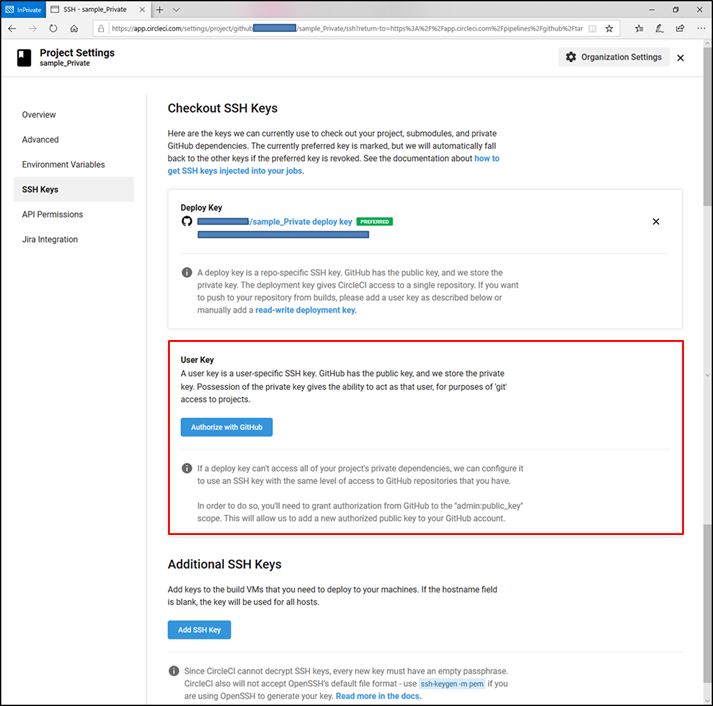 InPrivate
SSH - sample_Private
https://app.circleci.com/settings/project/github
/sample_Private/ssh?return-to=https%3A%2F%2Fapp.circleci.com%2Fpipelines%2Fgithub%2Ftar
Project Settings
sample_Private
Organization Settings
Overview
Advanced
Environment Variables
SSH Keys
API Permissions
Jira Integration
Checkout SSH Keys
Here are the keys we can currently use to check out your project, submodules, and private
GitHub dependencies. The currently preferred key is marked, but we will automatically fall
back to the other keys if the preferred key is revoked. See the documentation about how to
get SSH keys injected into your jobs.
Deploy Key
/sample_Private deploy key PREFERRED
A deploy key is a repo-specific SSH key. GitHub has the public key, and we store the
private key. The deployment key gives CircleCI access to a single repository. If you want
to push to your repository from builds, please add a user key as described below or
manually add a read-write deployment key.
User Key
A user key is a user-specific SSH key. GitHub has the public key, and we store the private
key. Possession of the private key gives the ability to act as that user, for purposes of 'git'
access to projects.
Authorize with GitHub
If a deploy key can't access all of your project's private dependencies, we can configure it
to use an SSH key with the same level of access to GitHub repositories that you have.
In order to do so, you'll need to grant authorization from GitHub to the "admin:public_key"
scope. This will allow us to add a new authorized public key to your GitHub account.
Additional SSH Keys
Add keys to the build VMs that you need to deploy to your machines. If the hostname field
is blank, the key will be used for all hosts.
Add SSH Key
Since CircleCI cannot decrypt SSH keys, every new key must have an empty passphrase.
CircleCI also will not accept OpenSSH's default file format - use ssh-keygen -m pem if you
are using OpenSSH to generate your key. Read more in the docs.